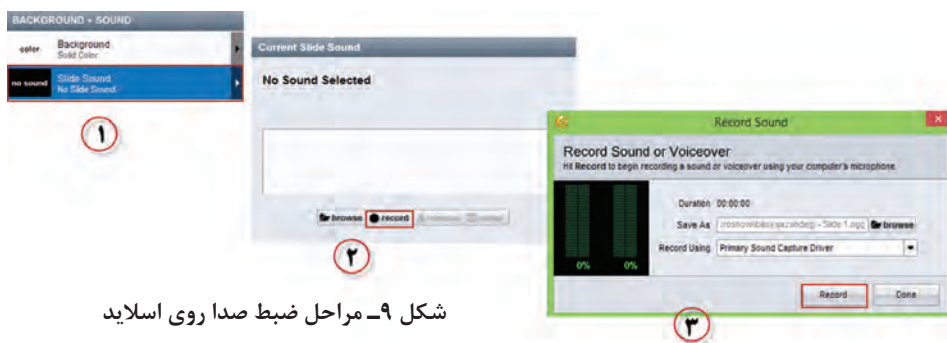 BACKGROUND + SOUND
color
Background
Solid Color
no sound
Slide Sound
No Slide Sound
۱
Current Slide Sound
No Sound Selected
browse record
۲
Record Sound
Record Sound or Voiceover
Hit Record to begin recording a sound or voiceover using your computer's microphone.
Duration 00:00:00
Save As - Slide 1.ogg browse
Record Using Primary Sound Capture Driver
0% 0%
Record Done
۳
شکل ۹ـ مراحل ضبط صدا روی اسلاید